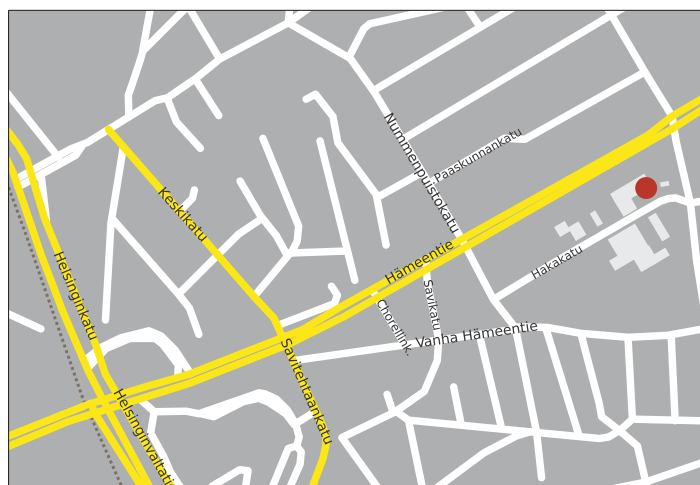 Nummenpuistokatu
Paaskunnankatu
Keskikatu
Hämeentie
Hakakatu
Helsinginkatu
Savikatu
Chorellink.
Vanha Hämeentie
Savitehtaankatu
Helsinginvaltatie